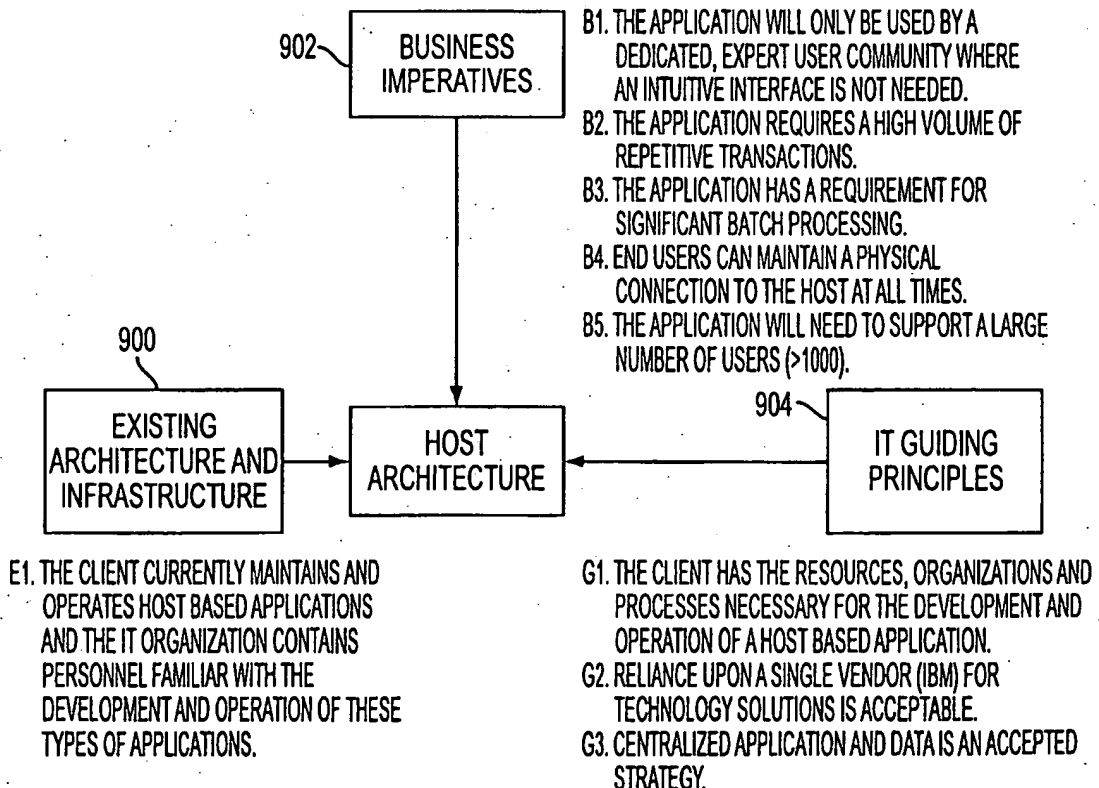 902
BUSINESS
IMPERATIVES
B1. THE APPLICATION WILL ONLY BE USED BY A
DEDICATED, EXPERT USER COMMUNITY WHERE
AN INTUITIVE INTERFACE IS NOT NEEDED.
B2. THE APPLICATION REQUIRES A HIGH VOLUME OF
REPETITIVE TRANSACTIONS.
B3. THE APPLICATION HAS A REQUIREMENT FOR
SIGNIFICANT BATCH PROCESSING.
B4. END USERS CAN MAINTAIN A PHYSICAL
CONNECTION TO THE HOST AT ALL TIMES.
B5. THE APPLICATION WILL NEED TO SUPPORT A LARGE
NUMBER OF USERS (>1000).
900
EXISTING
ARCHITECTURE AND
INFRASTRUCTURE
HOST
ARCHITECTURE
904
IT GUIDING
PRINCIPLES
E1. THE CLIENT CURRENTLY MAINTAINS AND
OPERATES HOST BASED APPLICATIONS
AND THE IT ORGANIZATION CONTAINS
PERSONNEL FAMILIAR WITH THE
DEVELOPMENT AND OPERATION OF THESE
TYPES OF APPLICATIONS.
G1. THE CLIENT HAS THE RESOURCES, ORGANIZATIONS AND
PROCESSES NECESSARY FOR THE DEVELOPMENT AND
OPERATION OF A HOST BASED APPLICATION.
G2. RELIANCE UPON A SINGLE VENDOR (IBM) FOR
TECHNOLOGY SOLUTIONS IS ACCEPTABLE.
G3. CENTRALIZED APPLICATION AND DATA IS AN ACCEPTED
STRATEGY.